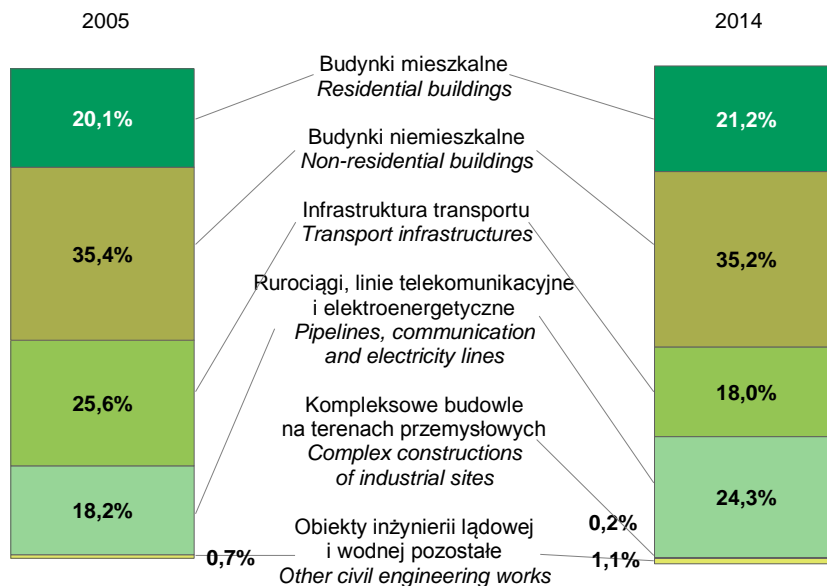 2005
2014
Budynki mieszkalne
Residential buildings
20,1%
21,2%
Budynki niemieszkalne
Non-residential buildings
Infrastruktura transportu
Transport infrastructures
35,4%
35,2%
Rurociągi, linie telekomunikacyjne
i elektroenergetyczne
Pipelines, communication
and electricity lines
25,6%
18,0%
Kompleksowe budowle
na terenach przemysłowych
Complex constructions
of industrial sites
18,2%
24,3%
0,2%
Obiekty inżynierii lądowej
i wodnej pozostałe
Other civil engineering works
0,7%
1,1%